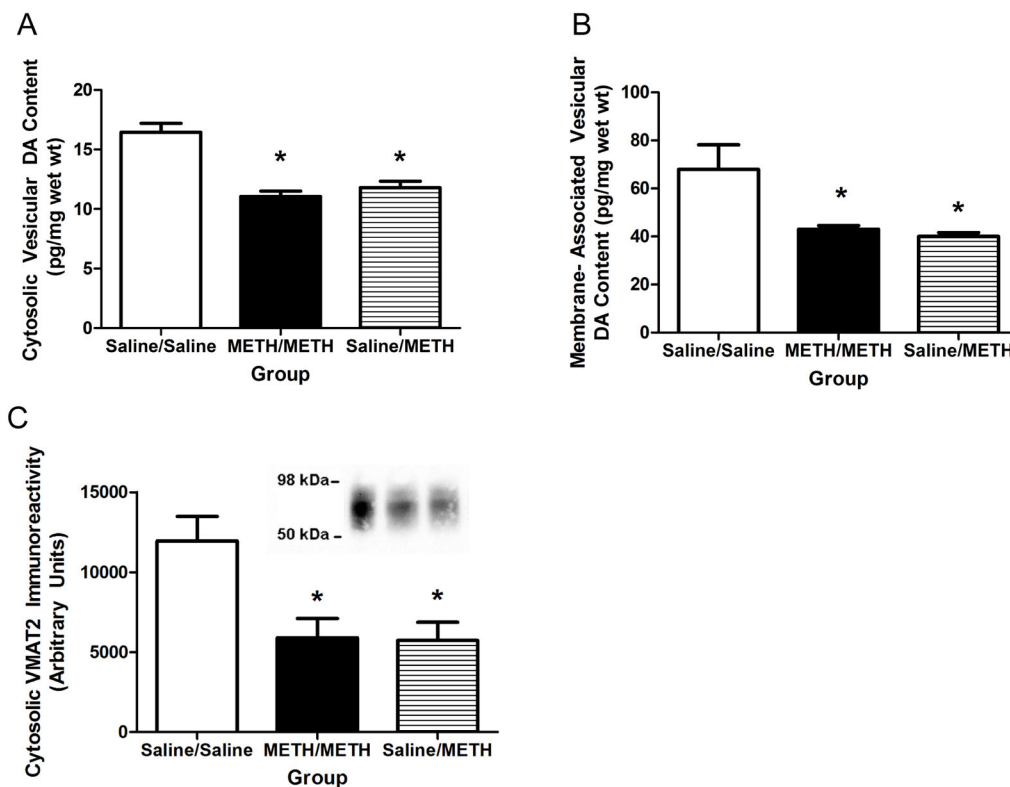 A
Cytosolic Vesicular DA Content
(pg/mg wet wt)
20
15
10
5
0
*
*
Saline/Saline METH/METH Saline/METH
Group
B
Membrane- Associated Vesicular
DA Content (pg/mg wet wt)
100
80
60
40
20
0
*
*
Saline/Saline METH/METH Saline/METH
Group
C
Cytosolic VMAT2 Immunoreactivity
(Arbitrary Units)
15000
10000
5000
0
98 kDa
50 kDa
*
*
Saline/Saline METH/METH Saline/METH
Group